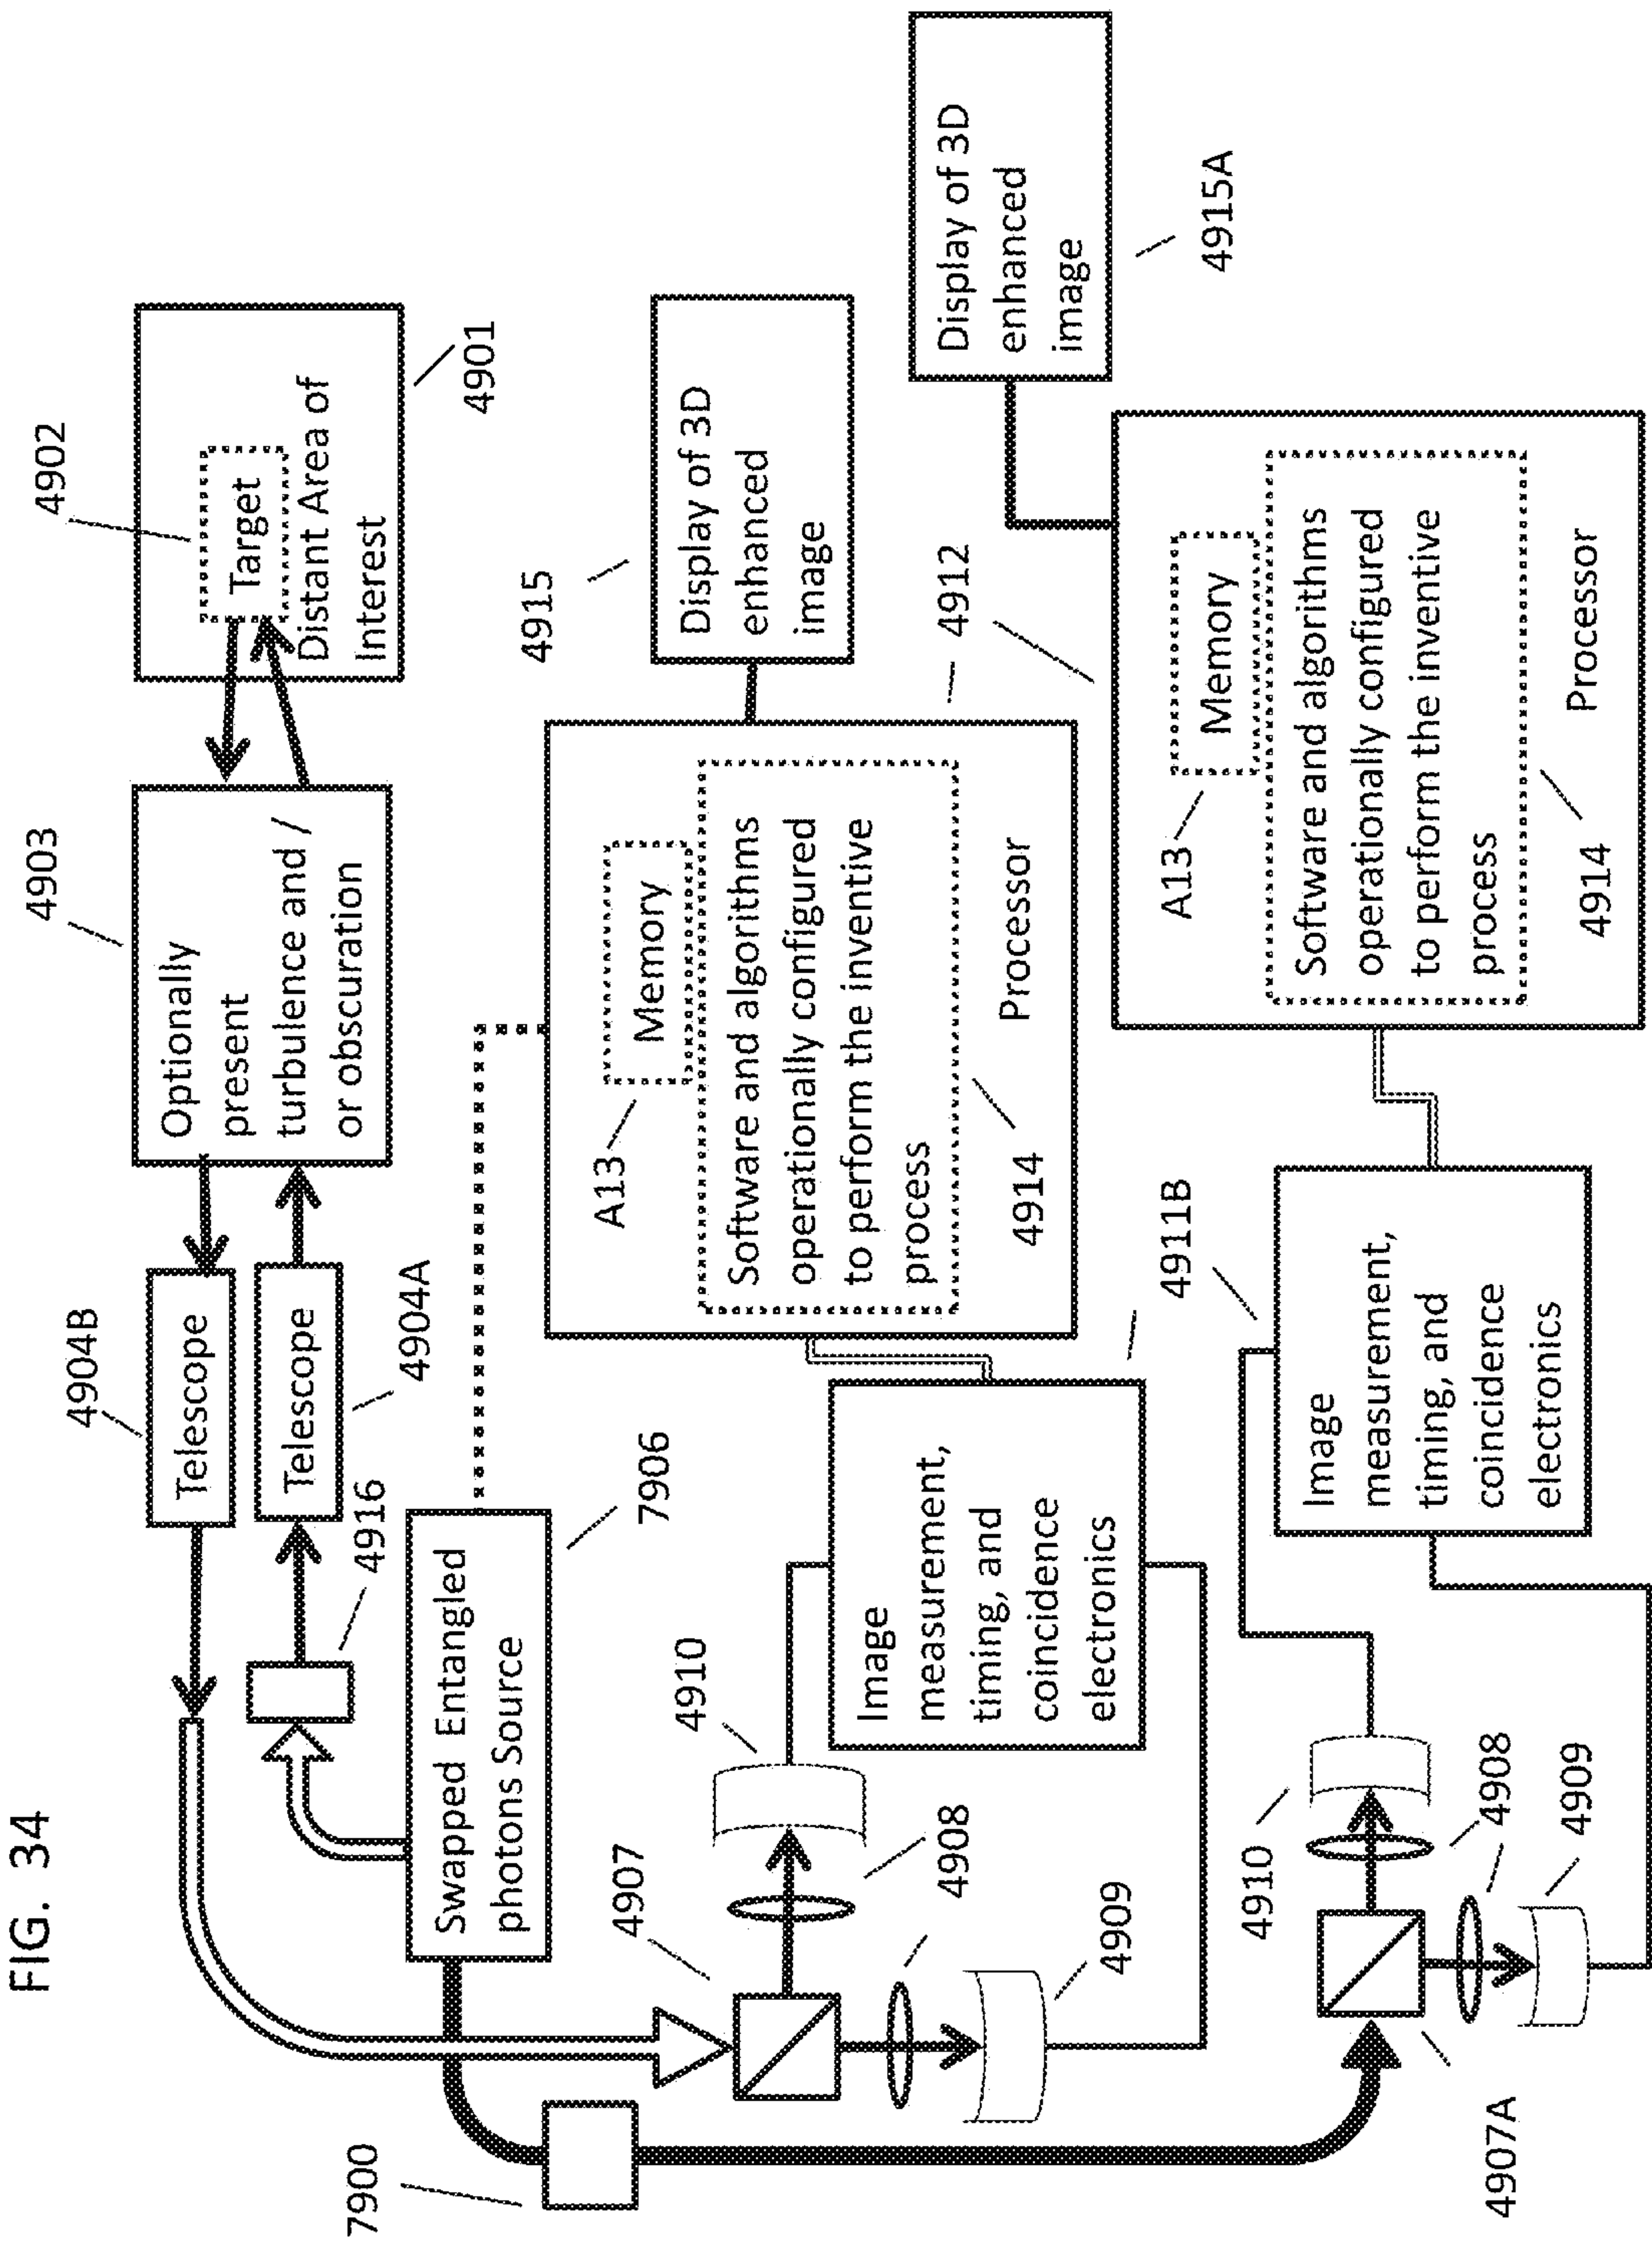 FIG. 34
4904B
4903
4902
Telescope
Optionally
present
turbulence and /
or obscuration
Target
Distant Area of
Interest
4901
4916
Telescope
4904A
Swapped Entangled
photons Source
7906
4915
Display of 3D
enhanced
image
7900
4907
4910
4908
4908
4909
Image
measurement,
timing, and
coincidence
electronics
4911B
A13
Memory
Software and algorithms
operationally configured
to perform the inventive
process
4914
Processor
4912
Display of 3D
enhanced
image
4915A
4907A
4910
4908
4909
Image
measurement,
timing, and
coincidence
electronics
A13
Memory
Software and algorithms
operationally configured
to perform the inventive
process
4914
Processor